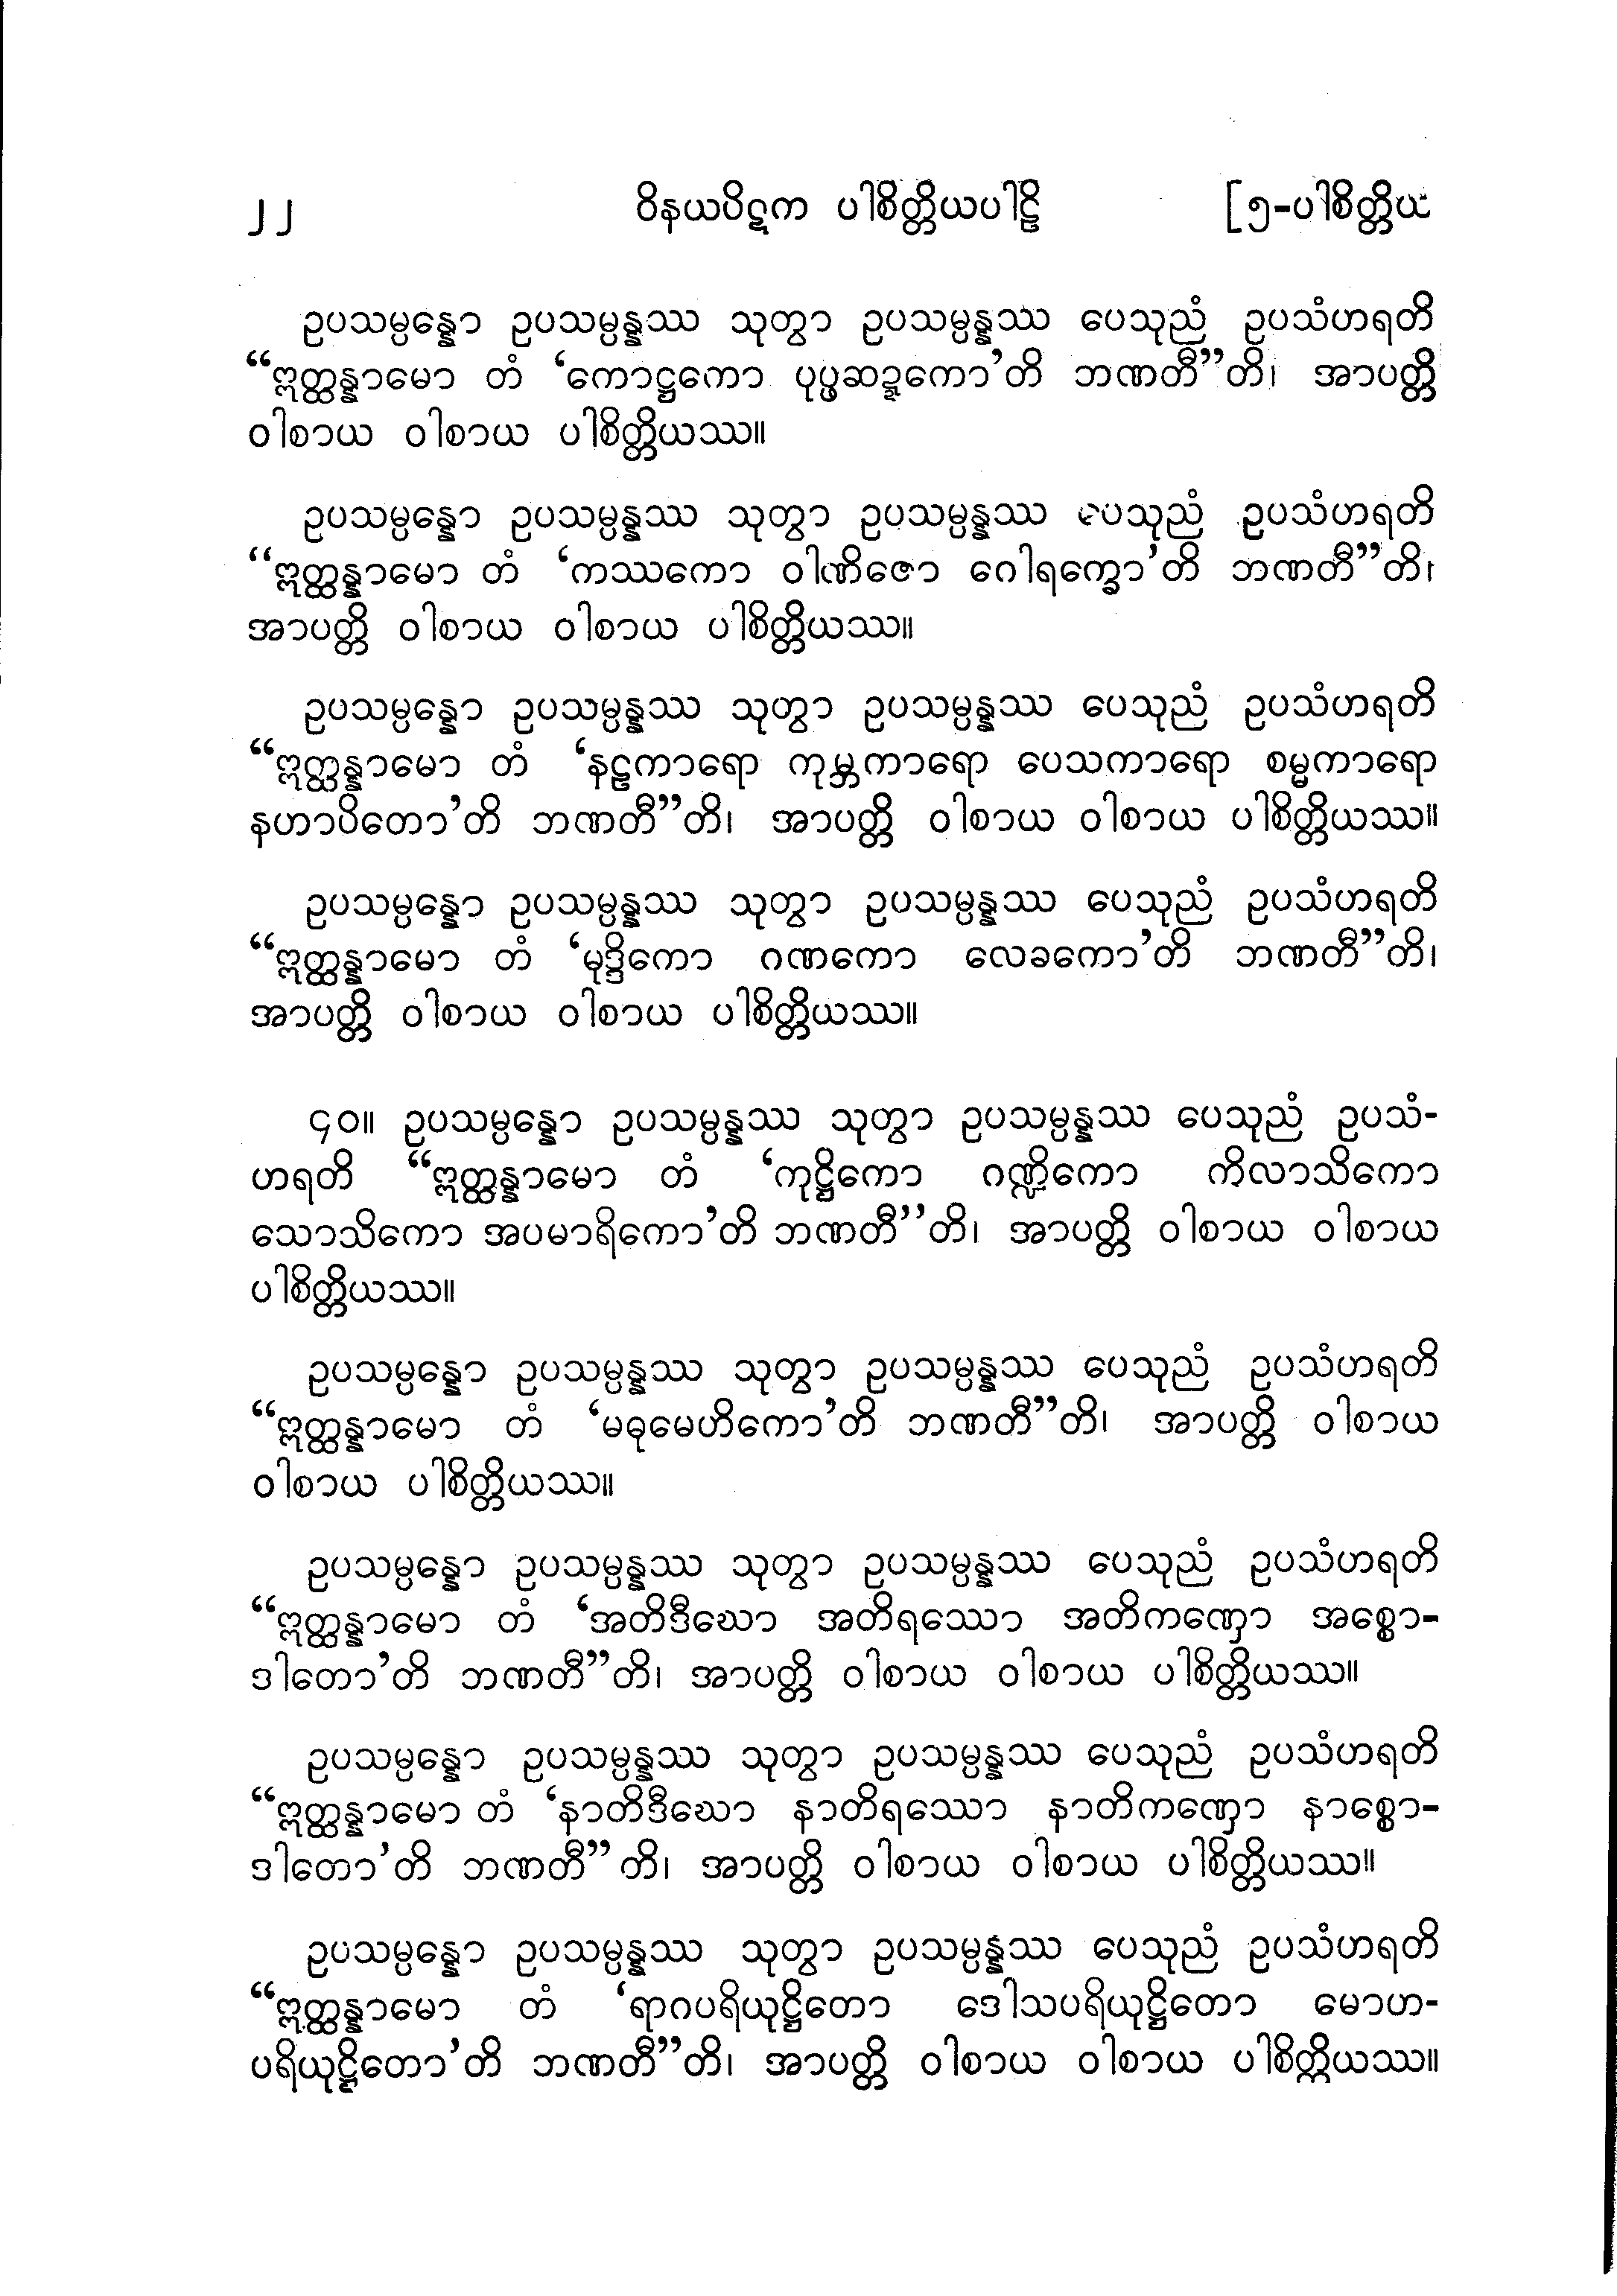 ၂၂ ဝိနယပိဋက ပါစိတ္တိယပါဠိ [၅-ပါစိတ္တိယ
ဥပသမ္ပန္နော ဥပသမ္ပန္နဿ သုတွာ ဥပသမ္ပန္နဿ ပေသုညံ ဥပသံဟရတိ
“ဣတ္ထန္နာမော တံ ‘ကောဋ္ဌကော ပုပ္ဖဆဍ္ဍကော’တိ ဘဏတီ”တိ၊ အာပတ္တိ
ဝါစာယ ဝါစာယ ပါစိတ္တိယဿ။
ဥပသမ္ပန္နော ဥပသမ္ပန္နဿ သုတွာ ဥပသမ္ပန္နဿ ပေသုညံ ဥပသံဟရတိ
“ဣတ္ထန္နာမော တံ ‘ကဿကော ဝါဏိဇော ဂေါရက္ခော’တိ ဘဏတီ”တိ၊
အာပတ္တိ ဝါစာယ ဝါစာယ ပါစိတ္တိယဿ။
ဥပသမ္ပန္နော ဥပသမ္ပန္နဿ သုတွာ ဥပသမ္ပန္နဿ ပေသုညံ ဥပသံဟရတိ
“ဣတ္ထန္နာမော တံ ‘နဠကာရော ကုမ္ဘကာရော ပေသကာရော စမ္မကာရော
နဟာပိတော’တိ ဘဏတီ”တိ၊ အာပတ္တိ ဝါစာယ ဝါစာယ ပါစိတ္တိယဿ။
ဥပသမ္ပန္နော ဥပသမ္ပန္နဿ သုတွာ ဥပသမ္ပန္နဿ ပေသုညံ ဥပသံဟရတိ
“ဣတ္ထန္နာမော တံ ‘မုဒ္ဒိကော ဂဏကော လေခကော’တိ ဘဏတီ”တိ၊
အာပတ္တိ ဝါစာယ ဝါစာယ ပါစိတ္တိယဿ။
၄၀။ ဥပသမ္ပန္နော ဥပသမ္ပန္နဿ သုတွာ ဥပသမ္ပန္နဿ ပေသုညံ ဥပသံ-
ဟရတိ “ဣတ္ထန္နာမော တံ ‘ကုဋ္ဌိကော ဂဏ္ဍိကော ကိလာသိကော
သောသိကော အပမာရိကော’တိ ဘဏတီ”တိ၊ အာပတ္တိ ဝါစာယ ဝါစာယ
ပါစိတ္တိယဿ။
ဥပသမ္ပန္နော ဥပသမ္ပန္နဿ သုတွာ ဥပသမ္ပန္နဿ ပေသုညံ ဥပသံဟရတိ
“ဣတ္ထန္နာမော တံ ‘မဓုမေဟိကော’တိ ဘဏတီ”တိ၊ အာပတ္တိ ဝါစာယ
ဝါစာယ ပါစိတ္တိယဿ။
ဥပသမ္ပန္နော ဥပသမ္ပန္နဿ သုတွာ ဥပသမ္ပန္နဿ ပေသုညံ ဥပသံဟရတိ
“ဣတ္ထန္နာမော တံ ‘အတိဒီဃော အတိရဿော အတိကဏှော အစ္စော-
ဒါတော’တိ ဘဏတီ”တိ၊ အာပတ္တိ ဝါစာယ ဝါစာယ ပါစိတ္တိယဿ။
ဥပသမ္ပန္နော ဥပသမ္ပန္နဿ သုတွာ ဥပသမ္ပန္နဿ ပေသုညံ ဥပသံဟရတိ
“ဣတ္ထန္နာမော တံ ‘နာတိဒီဃော နာတိရဿော နာတိကဏှော နာစ္စော-
ဒါတော’တိ ဘဏတီ” တိ၊ အာပတ္တိ ဝါစာယ ဝါစာယ ပါစိတ္တိယဿ။
ဥပသမ္ပန္နော ဥပသမ္ပန္နဿ သုတွာ ဥပသမ္ပန္နဿ ပေသုညံ ဥပသံဟရတိ
“ဣတ္ထန္နာမော တံ ‘ရာဂပရိယုဋ္ဌိတော ဒေါသပရိယုဋ္ဌိတော မောဟ-
ပရိယုဋ္ဌိတော’တိ ဘဏတီ”တိ၊ အာပတ္တိ ဝါစာယ ဝါစာယ ပါစိတ္တိယဿ။